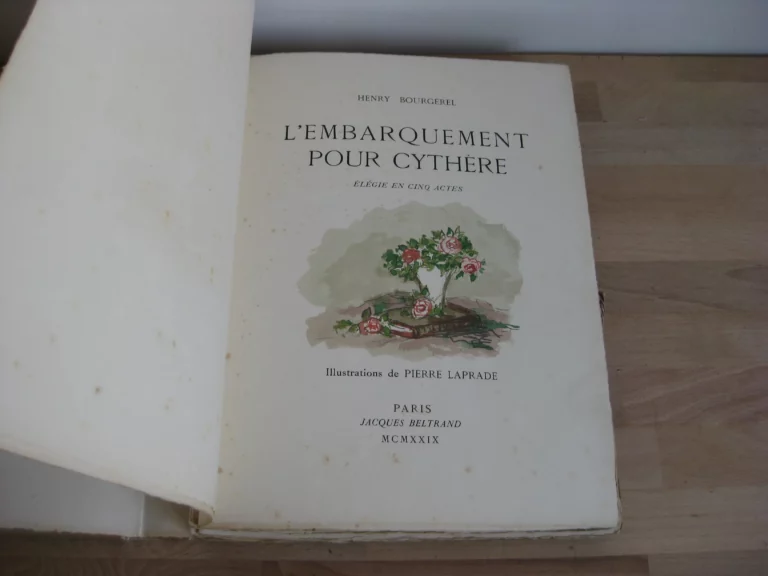 HENRY BOURGEREL
L'EMBARQUEMENT
POUR CYTHÈRE
ÉLÉGIE EN CINQ ACTES
Illustrations de PIERRE LAPRADE
PARIS
JACQUES BELTRAND
MCMXXIX